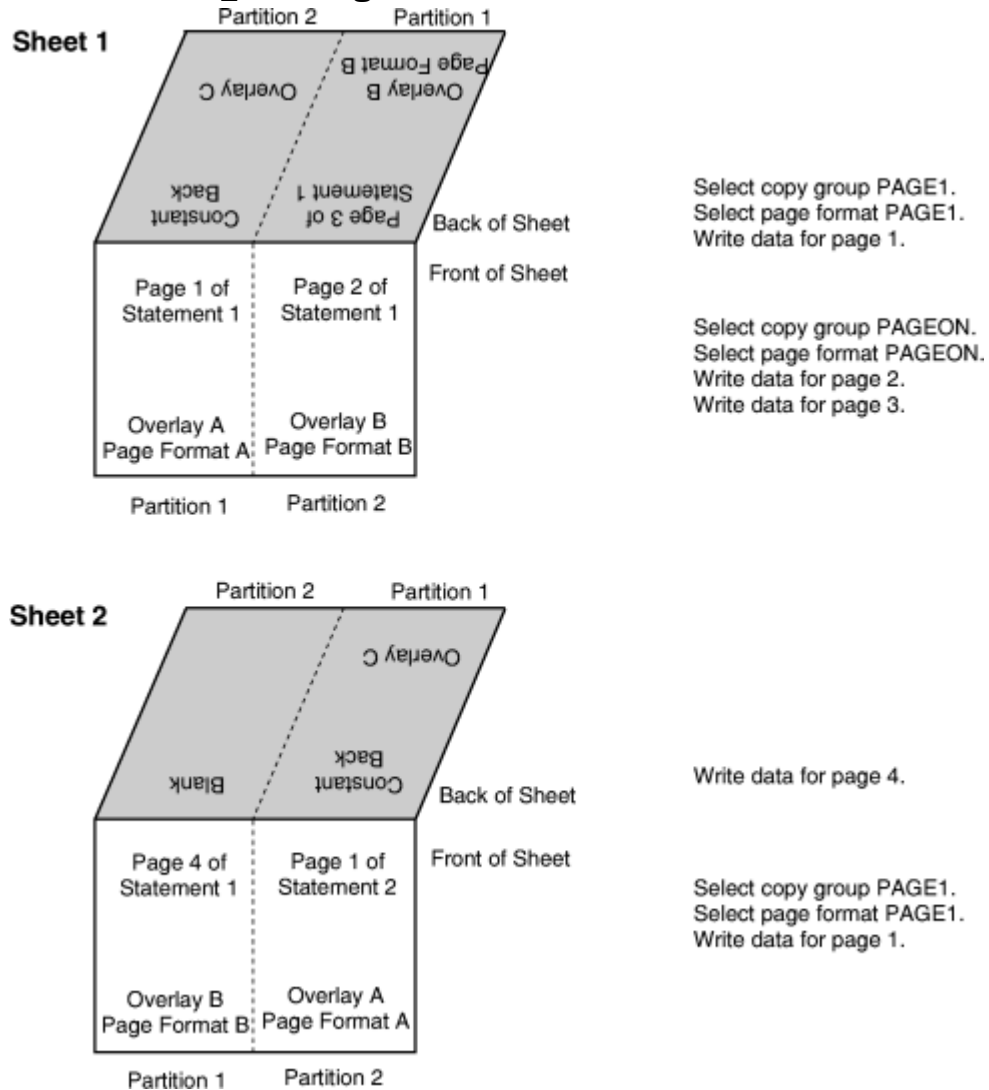 Partition 2
Partition 1
Sheet 1
Page Format B
Overlay B
Overlay C
Page 3 of
Statement 1
Constant
Back
Back of Sheet
Front of Sheet
Page 1 of
Statement 1
Page 2 of
Statement 1
Overlay A
Page Format A
Overlay B
Page Format B
Partition 1
Partition 2
Select copy group PAGE1.
Select page format PAGE1.
Write data for page 1.
Select copy group PAGEON.
Select page format PAGEON.
Write data for page 2.
Write data for page 3.
Partition 2
Partition 1
Sheet 2
Overlay C
Constant
Back
Blank
Back of Sheet
Front of Sheet
Page 4 of
Statement 1
Page 1 of
Statement 2
Overlay B
Page Format B
Overlay A
Page Format A
Partition 1
Partition 2
Write data for page 4.
Select copy group PAGE1.
Select page format PAGE1.
Write data for page 1.